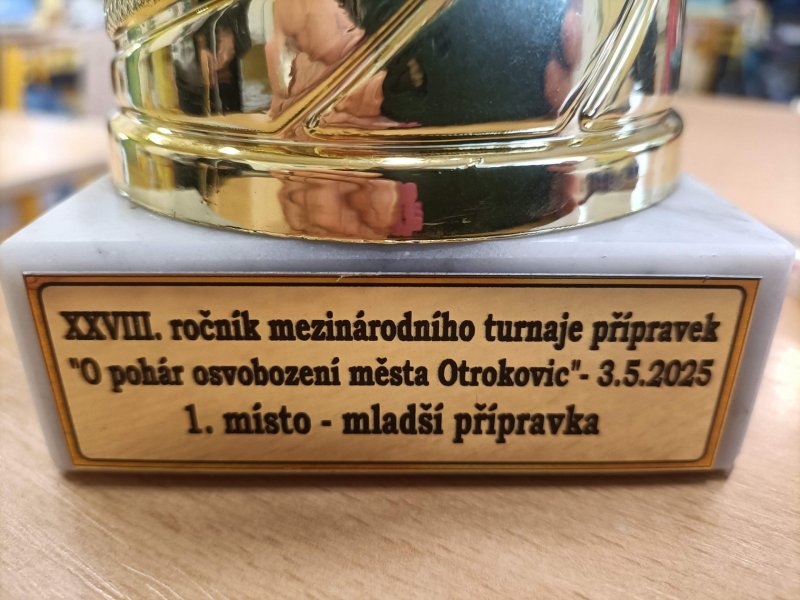 XXVIII. ročník mezinárodního turnaje přípravek
"O pohár osvobození města Otrokovic"- 3.5.2025
1. místo - mladší přípravka